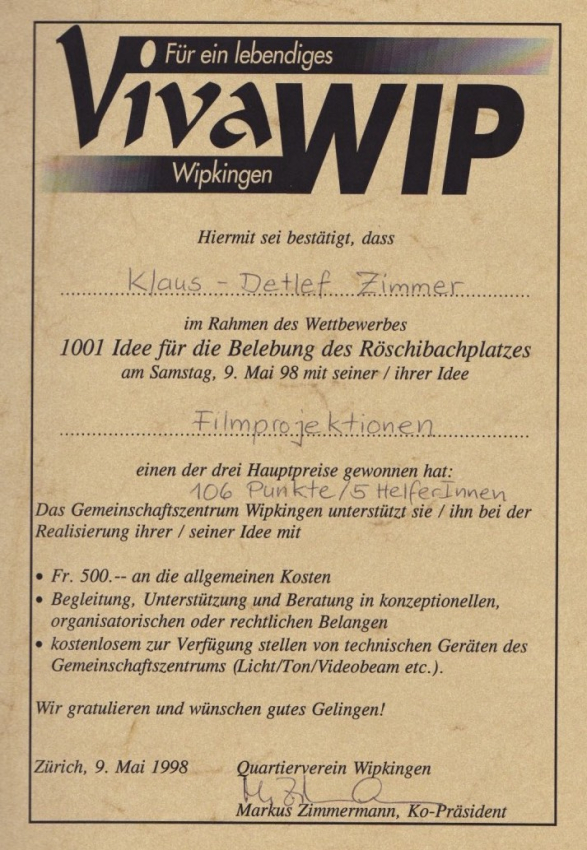 Für ein lebendiges
VivaWIP
Wipkingen
Hiermit sei bestätigt, dass
Klaus - Detlef Zimmer
im Rahmen des Wettbewerbes
1001 Idee für die Belebung des Röschibachplatzes
am Samstag, 9. Mai 98 mit seiner / ihrer Idee
Filmprojektionen
einen der drei Hauptpreise gewonnen hat:
106 Punkte / 5 HelferInnen
Das Gemeinschaftszentrum Wipkingen unterstützt sie / ihn bei der
Realisierung ihrer / seiner Idee mit
• Fr. 500.-- an die allgemeinen Kosten
• Begleitung, Unterstützung und Beratung in konzeptionellen,
organisatorischen oder rechtlichen Belangen
• kostenlosem zur Verfügung stellen von technischen Geräten des
Gemeinschaftszentrums (Licht/Ton/Videobeam etc.).
Wir gratulieren und wünschen gutes Gelingen!
Zürich, 9. Mai 1998
Quartierverein Wipkingen
Markus Zimmermann, Ko-Präsident